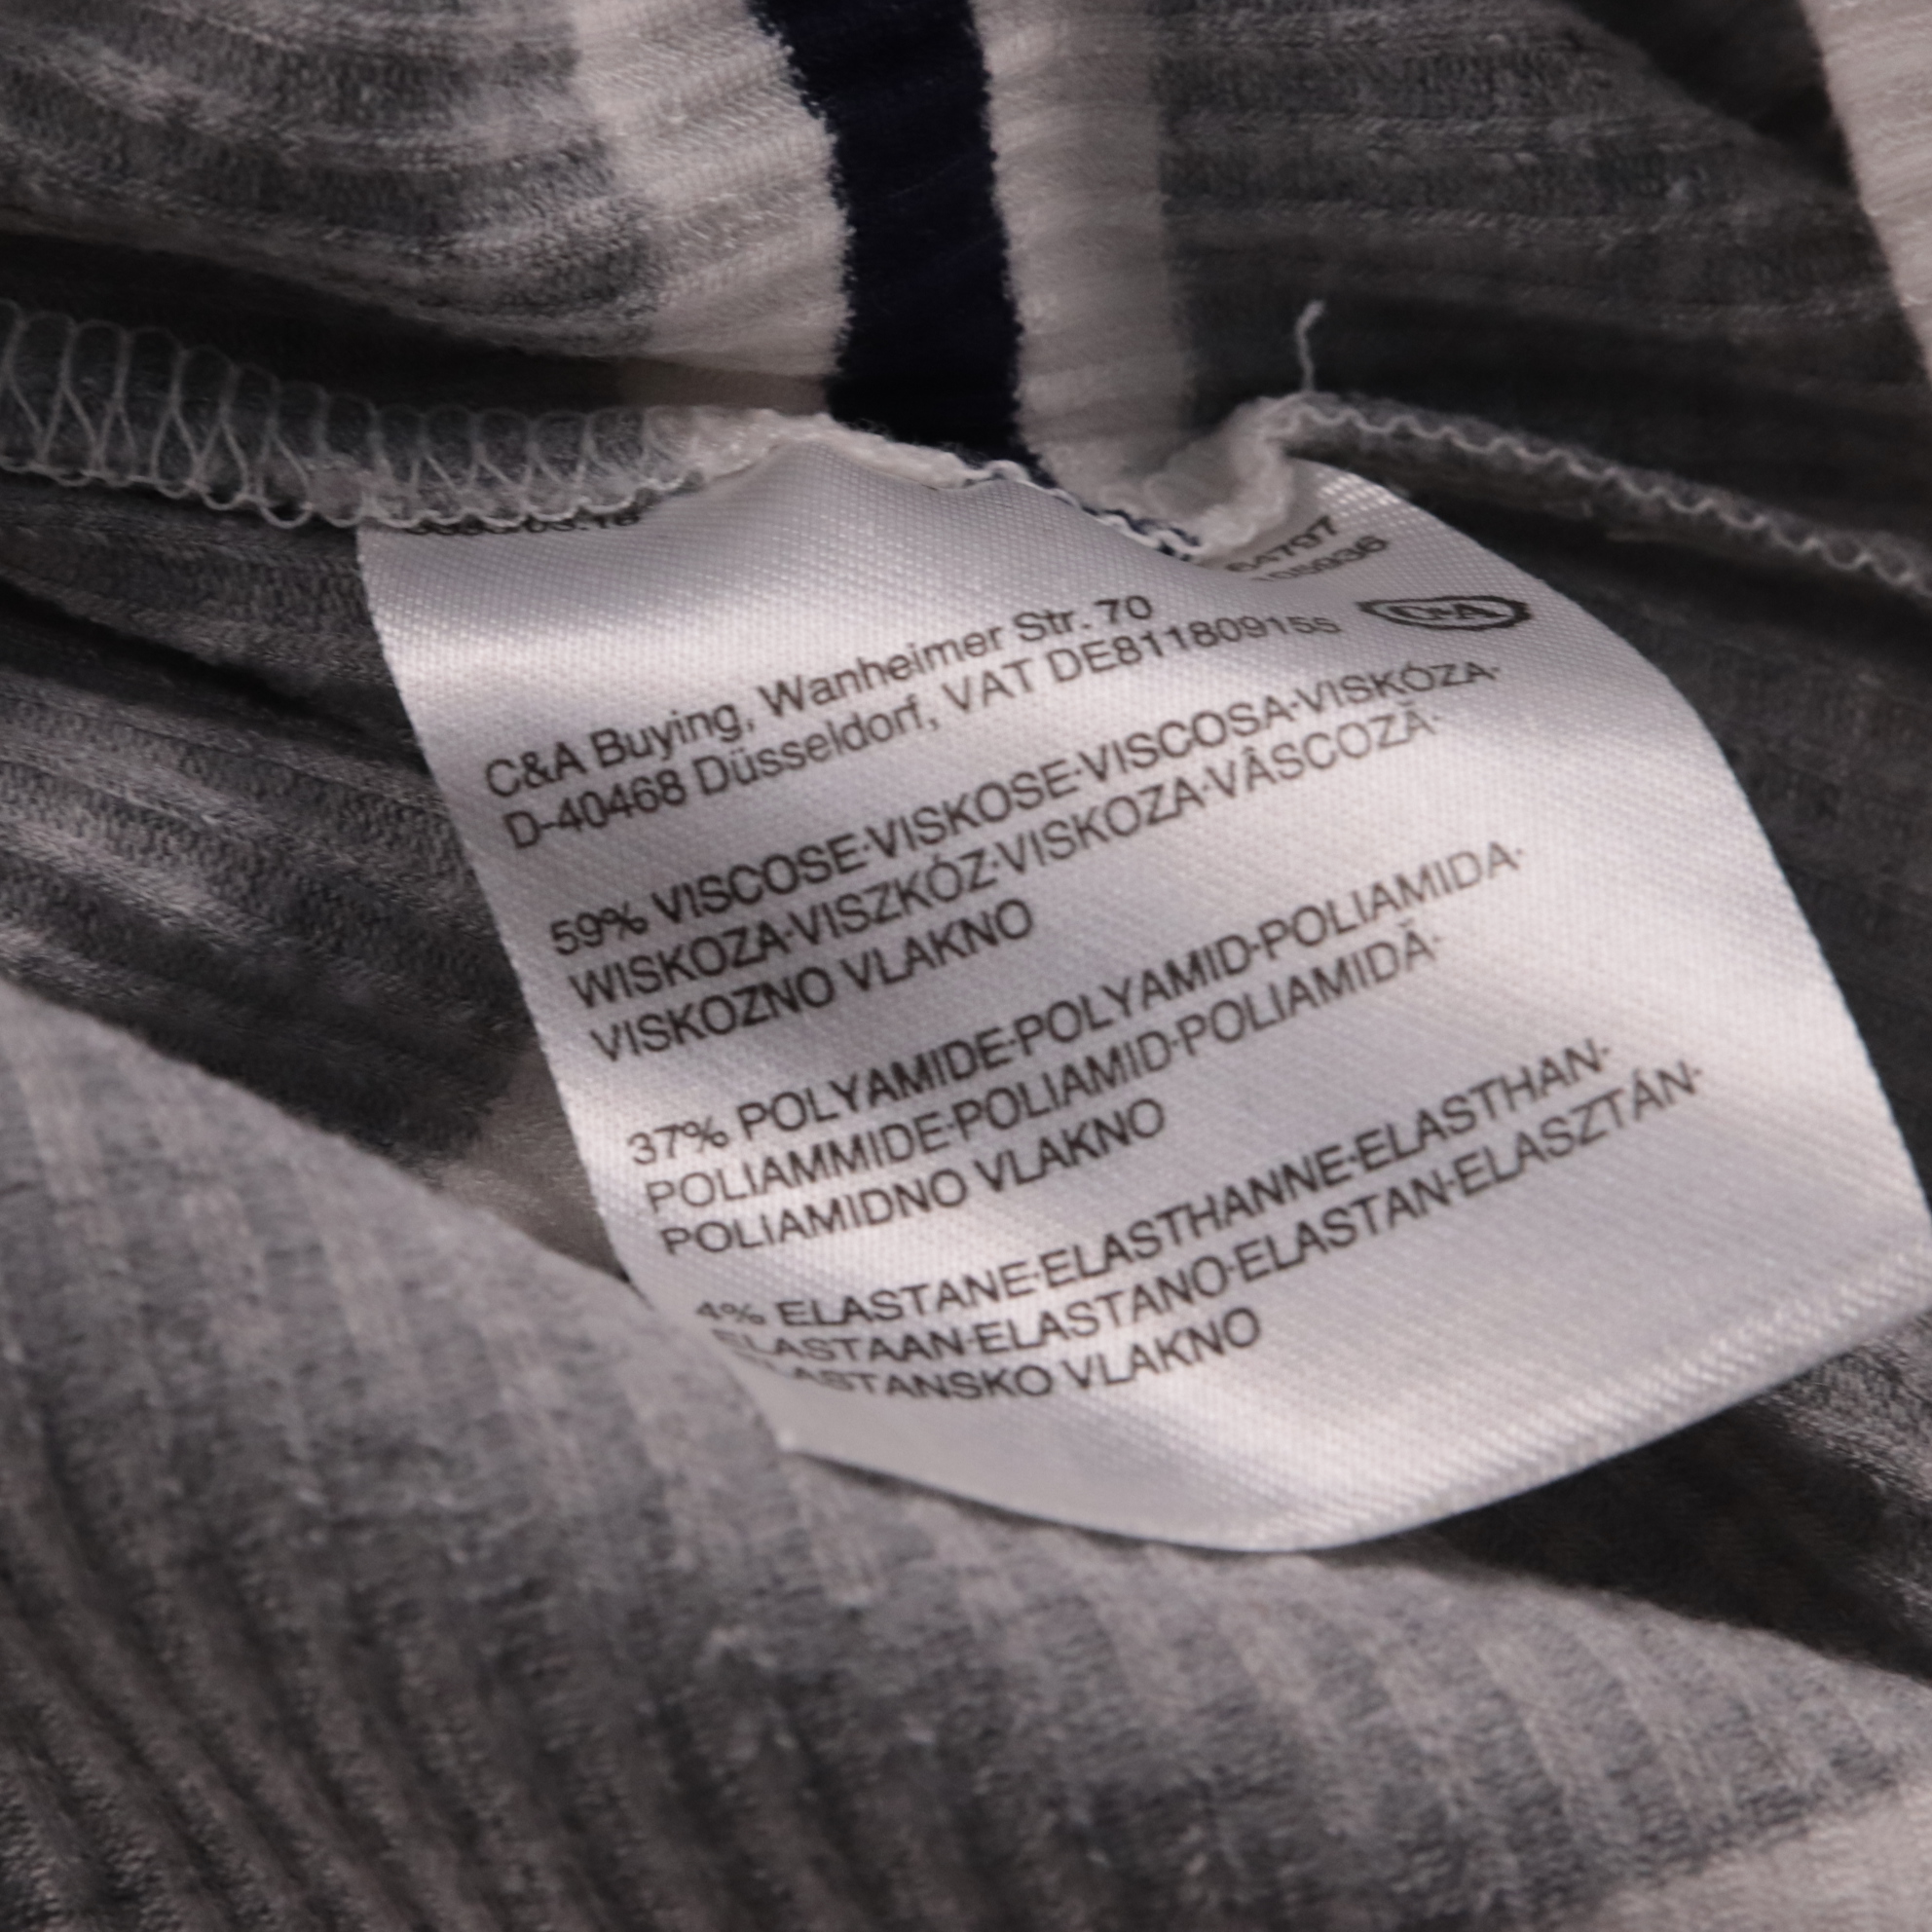 C&A Buying, Wanheimer Str. 70
D-40468 Düsseldorf, VAT DE811809155
C&A
59% VISCOSE·VISKOSE·VISCOSA·VISKÓZA·
WISKOZA·VISZKÓZ·VISKOZA·VÂSCOZĂ·
VISKOZNO VLAKNO
37% POLYAMIDE·POLYAMID·POLIAMIDA·
POLIAMMIDE·POLIAMID·POLIAMIDĂ·
POLIAMIDNO VLAKNO
4% ELASTANE·ELASTHANNE·ELASTHAN·
ELASTAAN·ELASTANO·ELASTAN·ELASZTÁN·
ASTANSKO VLAKNO